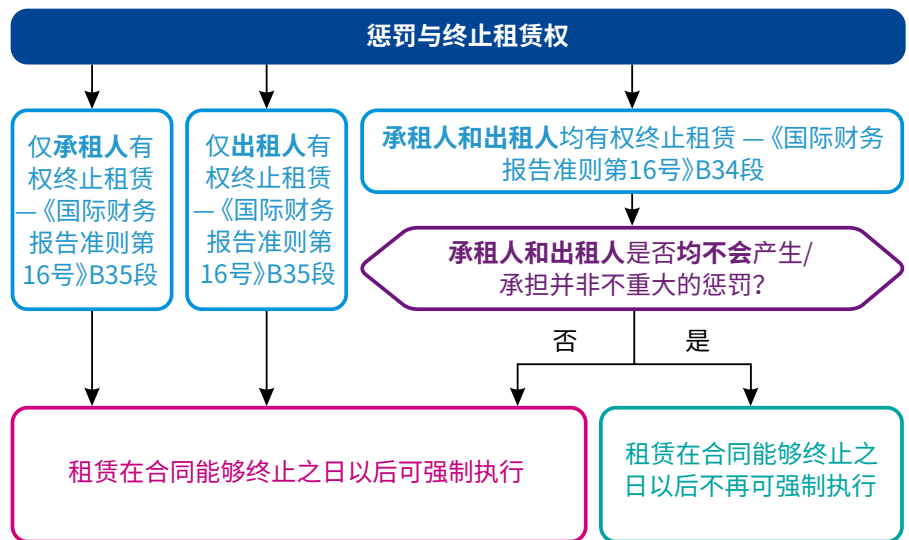 惩罚与终止租赁权
仅承租人有
权终止租赁
—《国际财务
报告准则第
16号》B35段
仅出租人有
权终止租赁
—《国际财务
报告准则第
16号》B35段
承租人和出租人均有权终止租赁 —《国际财务
报告准则第16号》B34段
承租人和出租人是否均不会产生/
承担并非不重大的惩罚？
否
是
租赁在合同能够终止之日以后可强制执行
租赁在合同能够终止之
日以后不再可强制执行